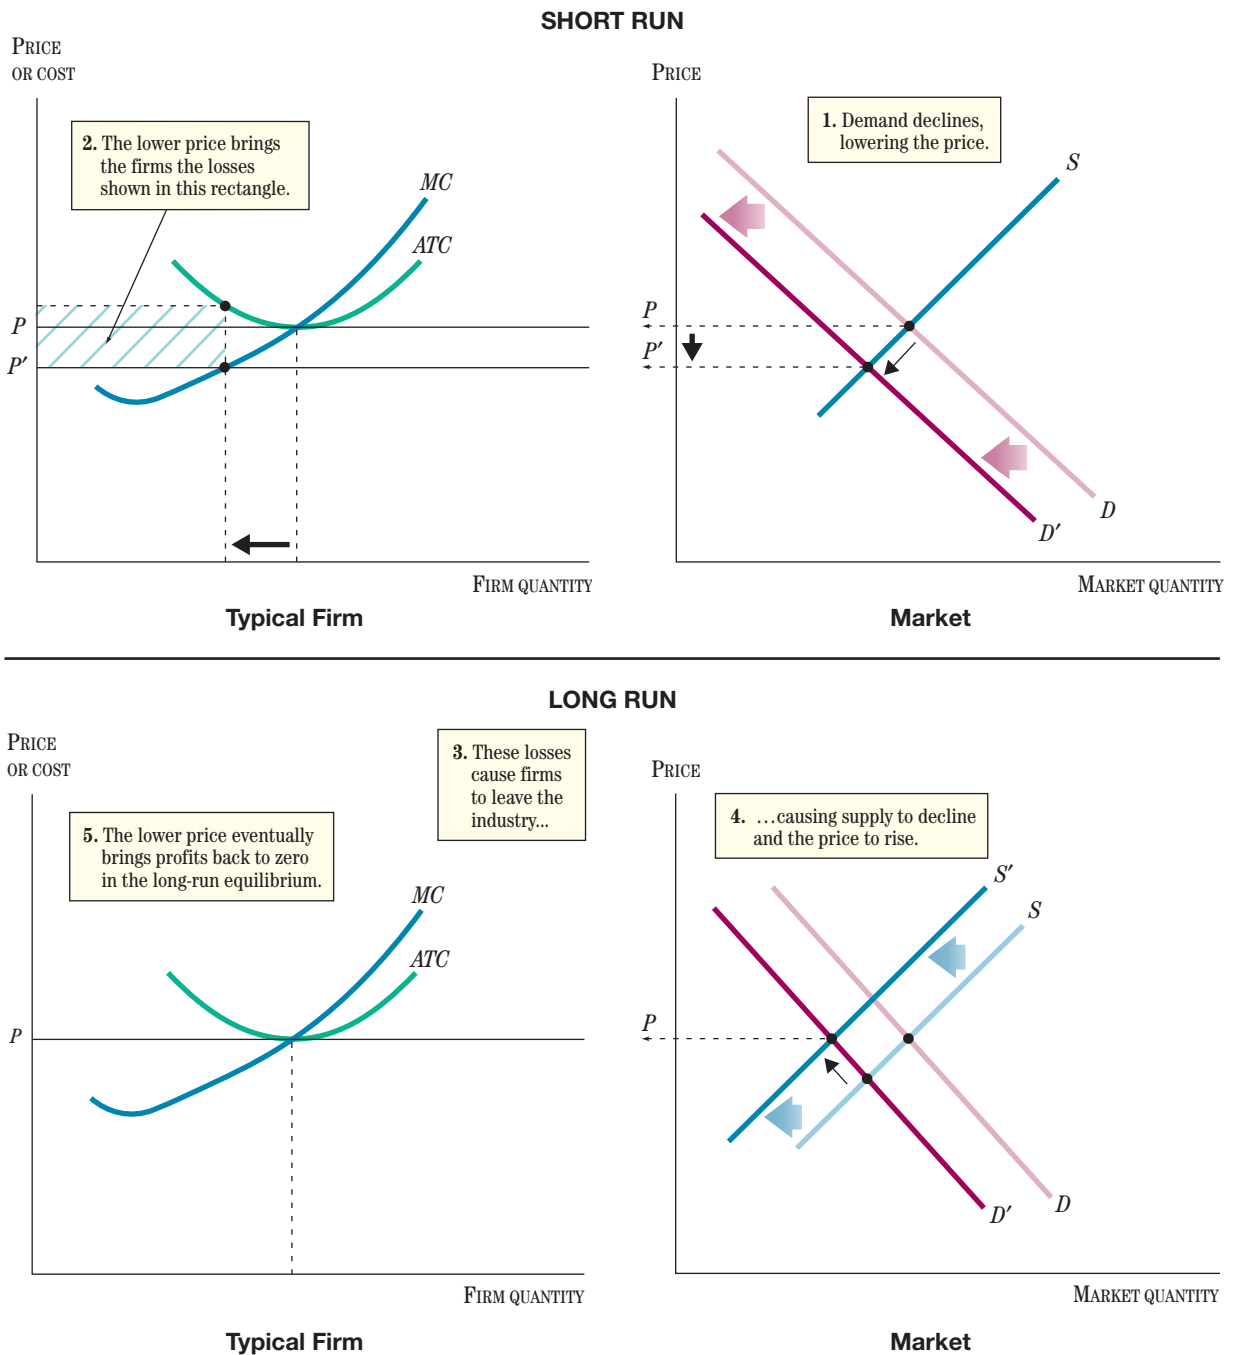 SHORT RUN
PRICE
OR COST
2. The lower price brings
the firms the losses
shown in this rectangle.
MC
ATC
P
P′
FIRM QUANTITY
Typical Firm
PRICE
1. Demand declines,
lowering the price.
S
P
P′
D
D′
MARKET QUANTITY
Market
LONG RUN
PRICE
OR COST
3. These losses
cause firms
to leave the
industry...
5. The lower price eventually
brings profits back to zero
in the long-run equilibrium.
MC
ATC
P
FIRM QUANTITY
Typical Firm
PRICE
4. ...causing supply to decline
and the price to rise.
S′
S
P
D
D′
MARKET QUANTITY
Market